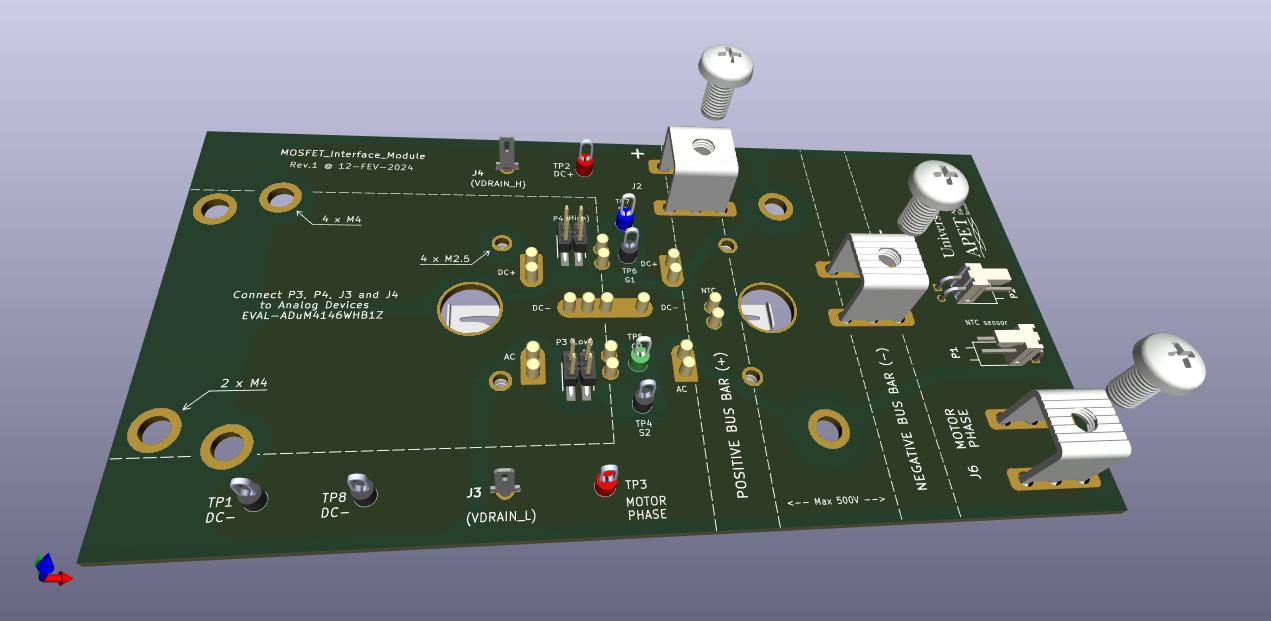 MOSFET_Interface_Module
Rev.1 @ 12-FEV-2024
J4
(VDRAIN_H)
TP2
DC+
+
J2
4 x M4
P4 (High)
TP6
G1
4 x M2.5
DC+
DC+
Connect P3, P4, J3 and J4
to Analog Devices
EVAL-ADuM4146WHB1Z
DC-
DC-
NTC
P2
NTC sensor
P1
AC
P3 (Low)
AC
2 x M4
TP4
S2
POSITIVE BUS BAR (+)
NEGATIVE BUS BAR (-)
MOTOR
PHASE
J6
TP1
DC-
TP8
DC-
J3
(VDRAIN_L)
TP3
MOTOR
PHASE
<-- Max 500V -->